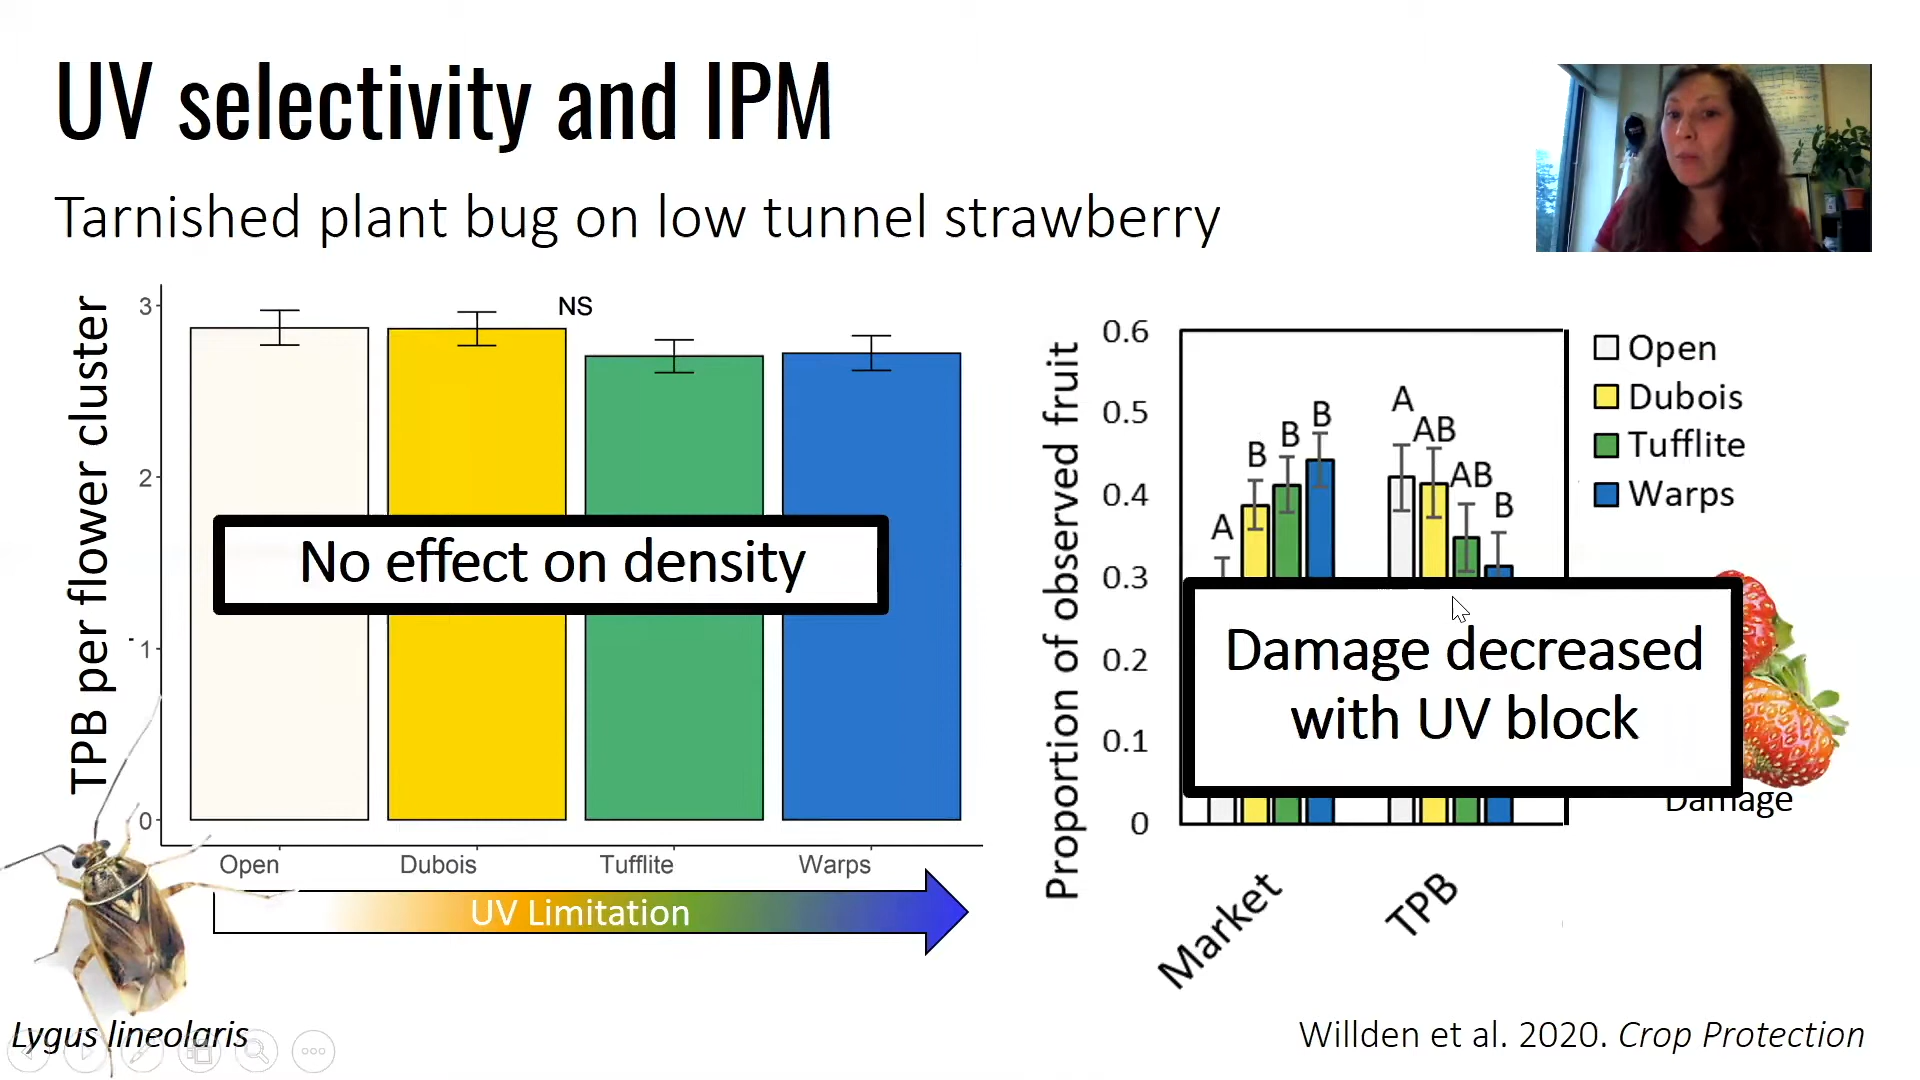 UV selectivity and IPM
Tarnished plant bug on low tunnel strawberry
TPB per flower cluster
3
2
1
0
NS
No effect on density
Open
Dubois
Tufflite
Warps
UV Limitation
Lygus lineolaris
Proportion of observed fruit
0.6
0.5
0.4
0.3
0.2
0.1
0
A
B
B
B
A
AB
AB
B
Open
Dubois
Tufflite
Warps
Damage decreased
with UV block
Damage
Market
TPB
Willden et al. 2020. Crop Protection